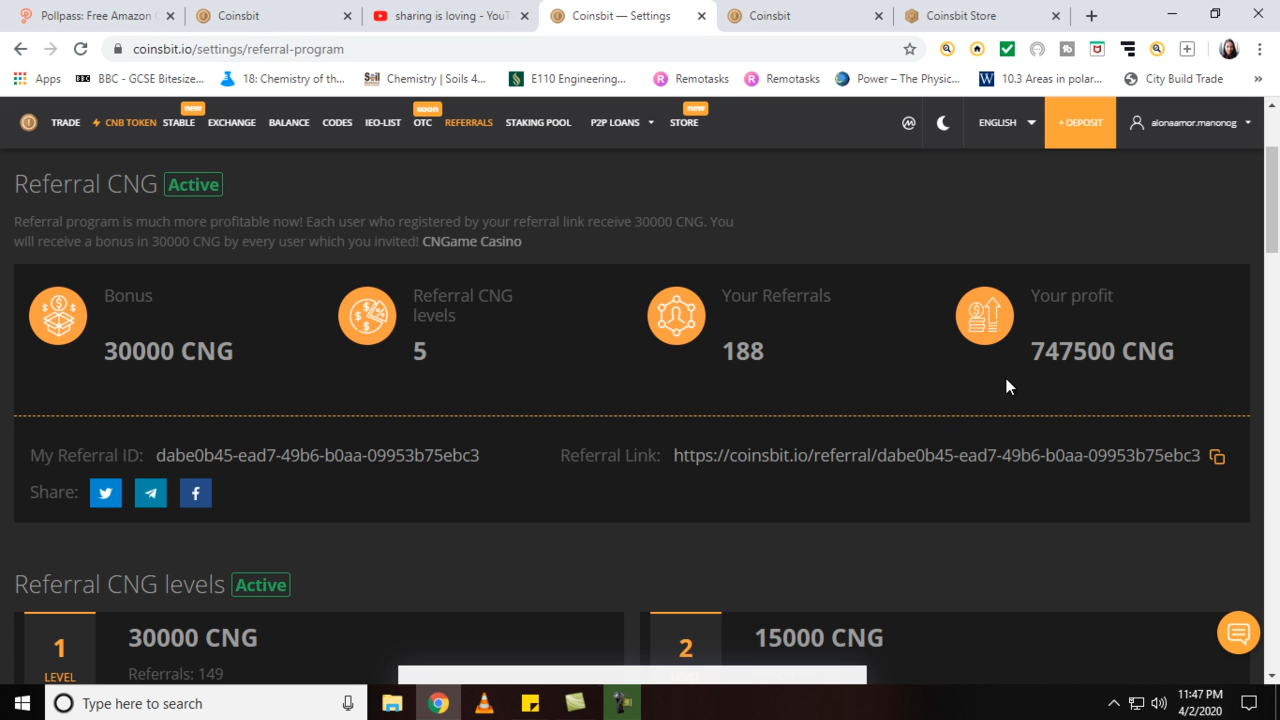 Pollpass: Free Amazon
Coinsbit
sharing is loving - YouT
Coinsbit — Settings
Coinsbit
Coinsbit Store
coinsbit.io/settings/referral-program
Apps
BBC
BBC - GCSE Bitesize...
18: Chemistry of th...
Chemistry | Soils 4...
E110 Engineering...
Remotasks
Remotasks
Power – The Physic...
10.3 Areas in polar...
City Build Trade
new
soon
new
TRADE
CNB TOKEN
STABLE
EXCHANGE
BALANCE
CODES
IEO-LIST
OTC
REFERRALS
STAKING POOL
P2P LOANS
STORE
ENGLISH
+ DEPOSIT
alonaamor.manonog
Referral CNG Active
Referral program is much more profitable now! Each user who registered by your referral link receive 30000 CNG. You
will receive a bonus in 30000 CNG by every user which you invited! CNGame Casino
Bonus
30000 CNG
Referral CNG
levels
5
Your Referrals
188
Your profit
747500 CNG
My Referral ID: dabe0b45-ead7-49b6-b0aa-09953b75ebc3
Referral Link: https://coinsbit.io/referral/dabe0b45-ead7-49b6-b0aa-09953b75ebc3
Share:
Referral CNG levels Active
1
LEVEL
30000 CNG
Referrals: 149
2
15000 CNG
Type here to search
11:47 PM
4/2/2020